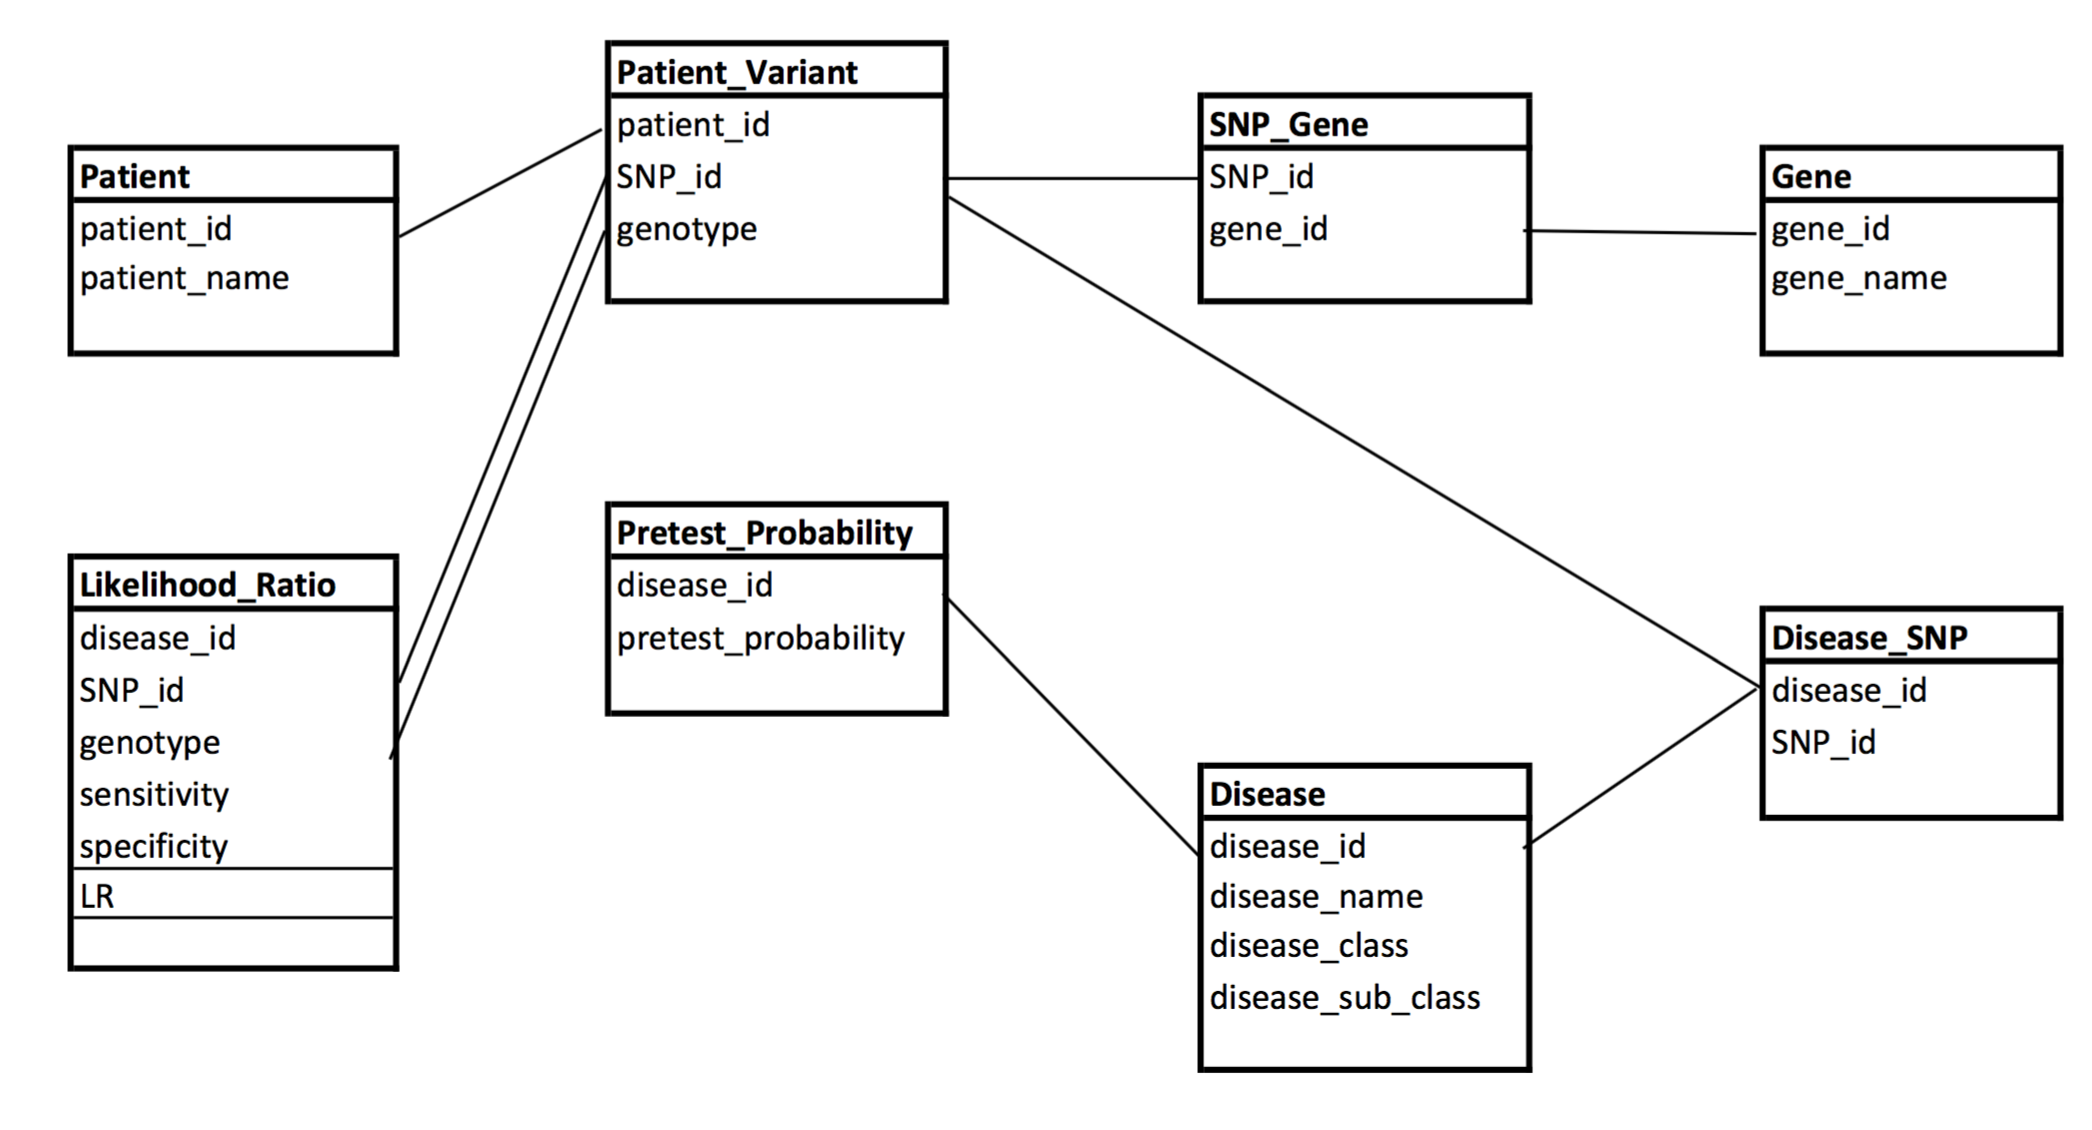 Patient_Variant
patient_id
SNP_id
genotype
SNP_Gene
SNP_id
gene_id
Patient
patient_id
patient_name
Gene
gene_id
gene_name
Pretest_Probability
disease_id
pretest_probability
Likelihood_Ratio
disease_id
SNP_id
genotype
sensitivity
specificity
LR
Disease_SNP
disease_id
SNP_id
Disease
disease_id
disease_name
disease_class
disease_sub_class